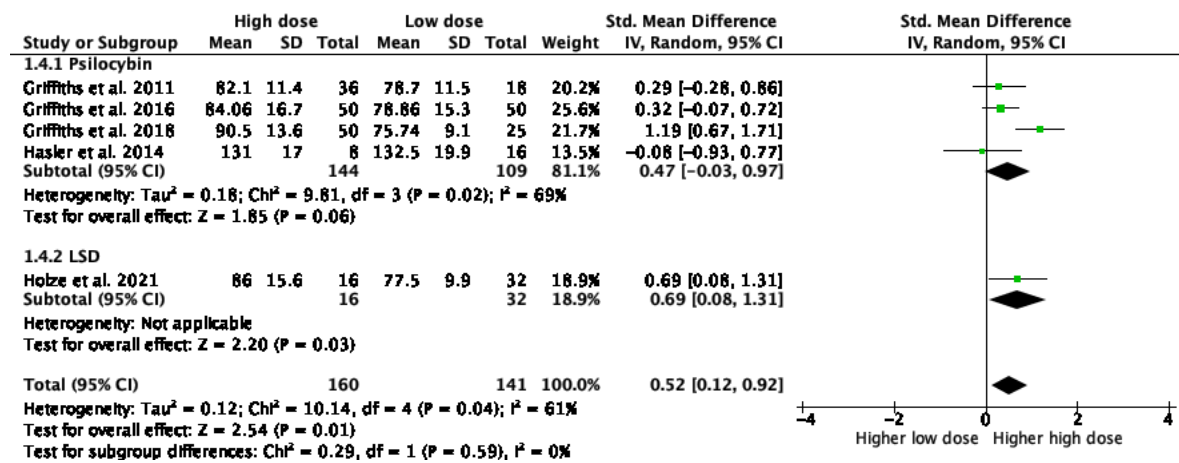 High dose Low dose Std. Mean Difference Std. Mean Difference
Study or Subgroup Mean SD Total Mean SD Total Weight IV, Random, 95% CI IV, Random, 95% CI
1.4.1 Psilocybin
Griffiths et al. 2011 82.1 11.4 36 78.7 11.5 18 20.2% 0.29 [−0.28, 0.86]
Griffiths et al. 2016 84.06 16.7 50 78.86 15.3 50 25.6% 0.32 [−0.07, 0.72]
Griffiths et al. 2018 90.5 13.6 50 75.74 9.1 25 21.7% 1.19 [0.67, 1.71]
Hasler et al. 2014 131 17 8 132.5 19.9 16 13.5% −0.08 [−0.93, 0.77]
Subtotal (95% CI) 144 109 81.1% 0.47 [−0.03, 0.97]
Heterogeneity: Tau² = 0.18; Chi² = 9.81, df = 3 (P = 0.02); I² = 69%
Test for overall effect: Z = 1.85 (P = 0.06)
1.4.2 LSD
Holze et al. 2021 86 15.6 16 77.5 9.9 32 18.9% 0.69 [0.08, 1.31]
Subtotal (95% CI) 16 32 18.9% 0.69 [0.08, 1.31]
Heterogeneity: Not applicable
Test for overall effect: Z = 2.20 (P = 0.03)
Total (95% CI) 160 141 100.0% 0.52 [0.12, 0.92]
Heterogeneity: Tau² = 0.12; Chi² = 10.14, df = 4 (P = 0.04); I² = 61%
Test for overall effect: Z = 2.54 (P = 0.01)
Test for subgroup differences: Chi² = 0.29, df = 1 (P = 0.59), I² = 0%
−4 −2 0 2 4
Higher low dose Higher high dose